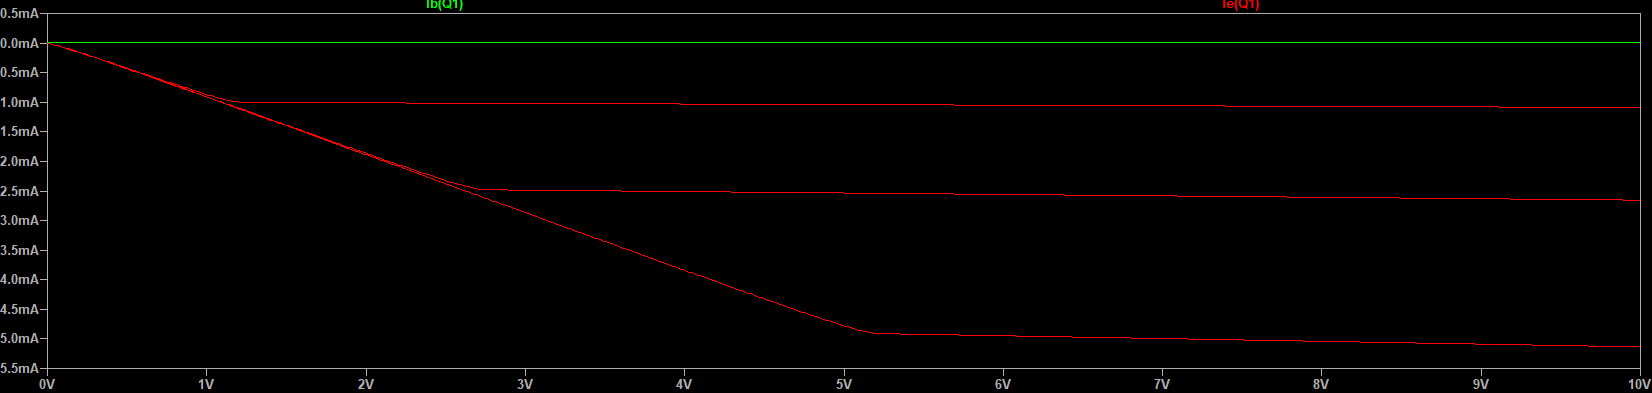 Ib(Q1) Ie(Q1)
0.5mA
0.0mA
0.5mA
1.0mA
1.5mA
2.0mA
2.5mA
3.0mA
3.5mA
4.0mA
4.5mA
5.0mA
5.5mA
0V 1V 2V 3V 4V 5V 6V 7V 8V 9V 10V